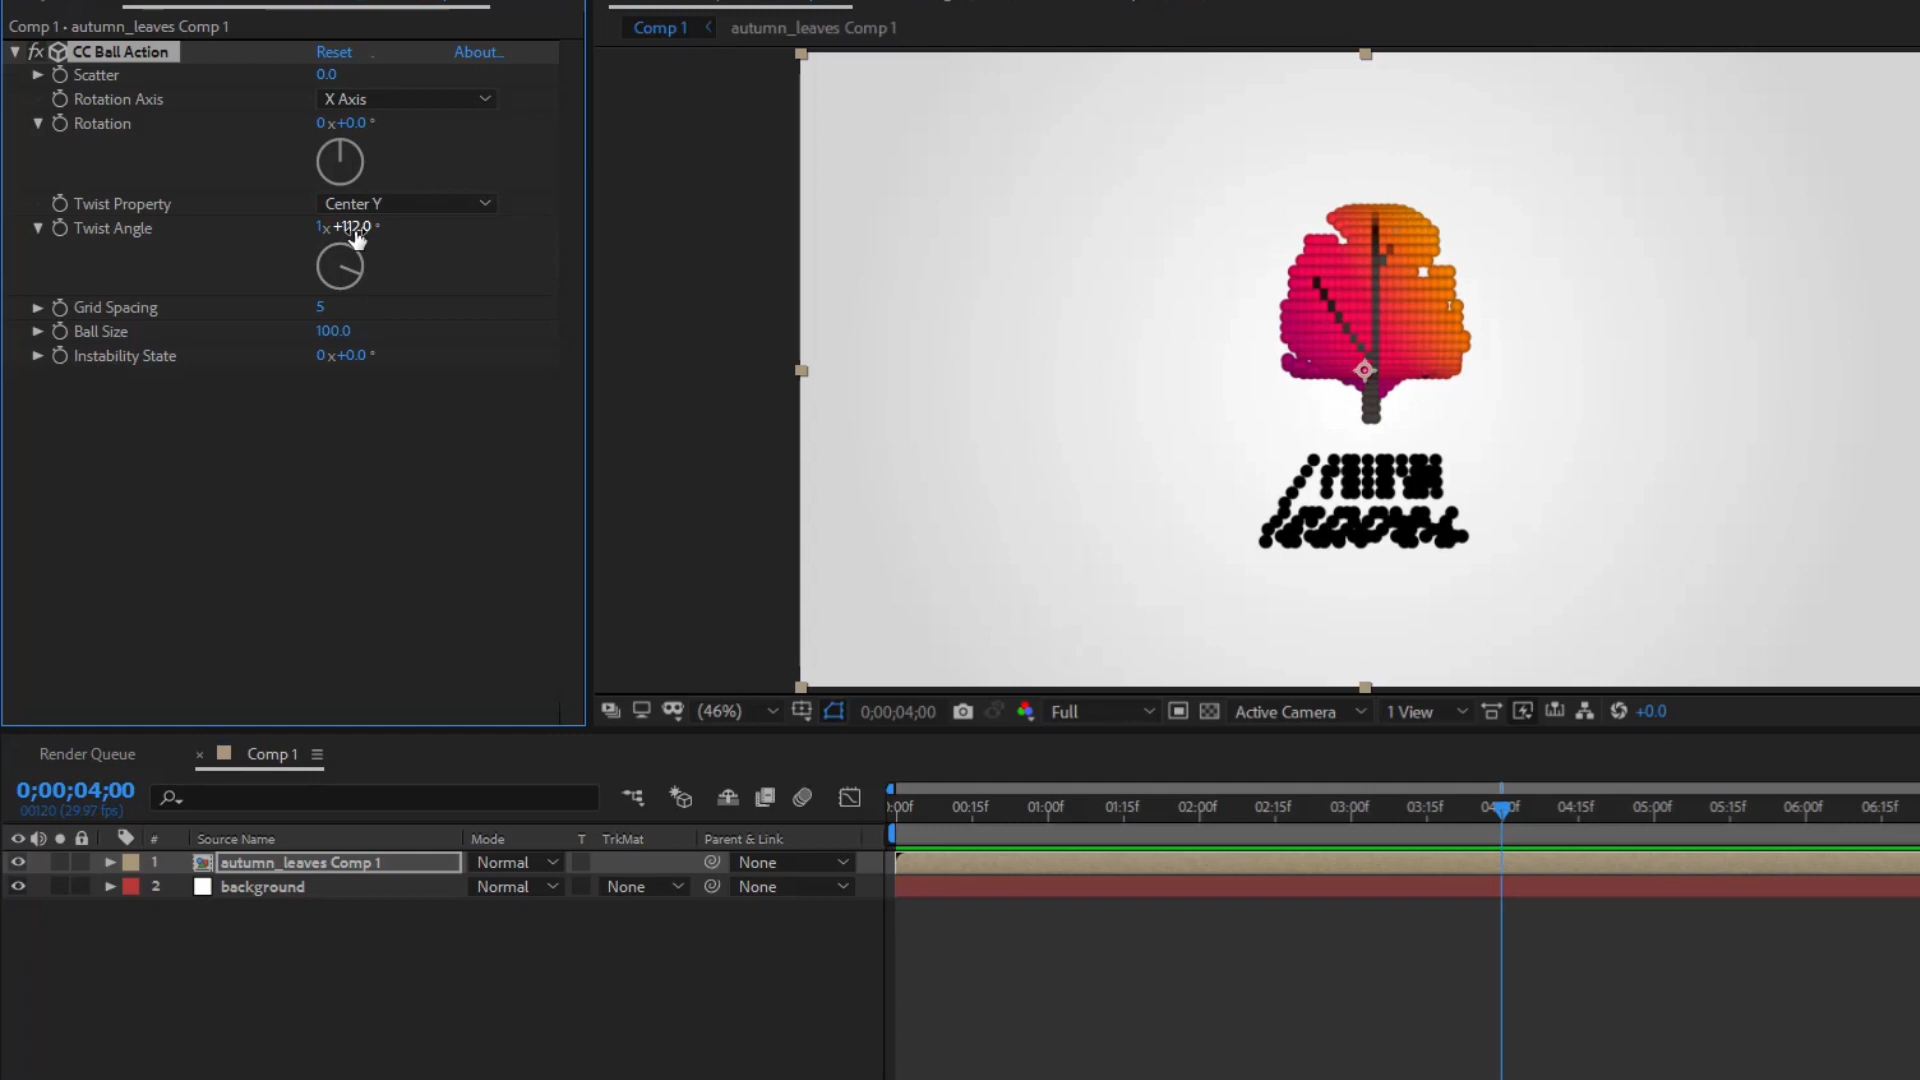 Comp 1 • autumn_leaves Comp 1
fx CC Ball Action Reset About...
Scatter 0.0
Rotation Axis X Axis
Rotation 0x+0.0°
Twist Property Center Y
Twist Angle 1x+112.0°
Grid Spacing 5
Ball Size 100.0
Instability State 0x+0.0°
Comp 1 autumn_leaves Comp 1
(46%) 0;00;04;00 Full Active Camera 1 View +0.0
Render Queue × Comp 1
0;00;04;00
00120 (29.97 fps)
:00f 00:15f 01:00f 01:15f 02:00f 02:15f 03:00f 03:15f 04:00f 04:15f 05:00f 05:15f 06:00f 06:15f
# Source Name Mode T TrkMat Parent & Link
1 autumn_leaves Comp 1 Normal None
2 background Normal None None